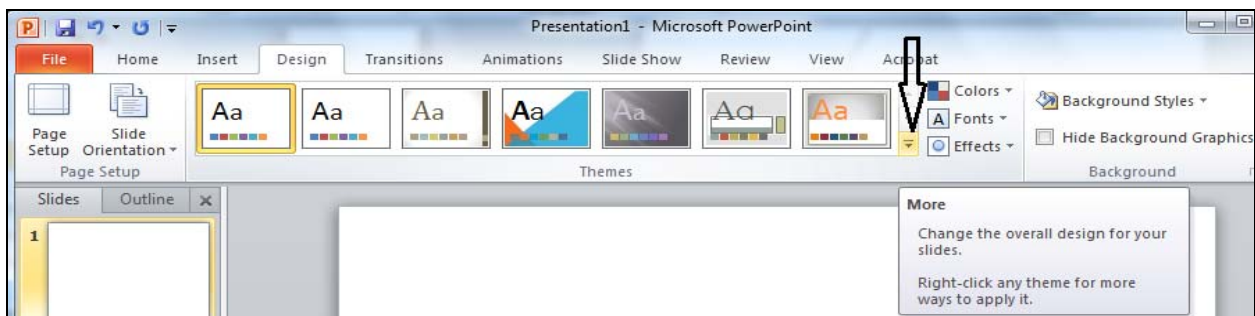 Presentation1 - Microsoft PowerPoint
File Home Insert Design Transitions Animations Slide Show Review View Acrobat
Aa Aa Aa Aa Aa Aa Aa
Colors
Fonts
Effects
Background Styles
Hide Background Graphics
Page Setup
Slide Orientation
Page Setup
Themes
Background
Slides Outline
1
More
Change the overall design for your
slides.
Right-click any theme for more
ways to apply it.